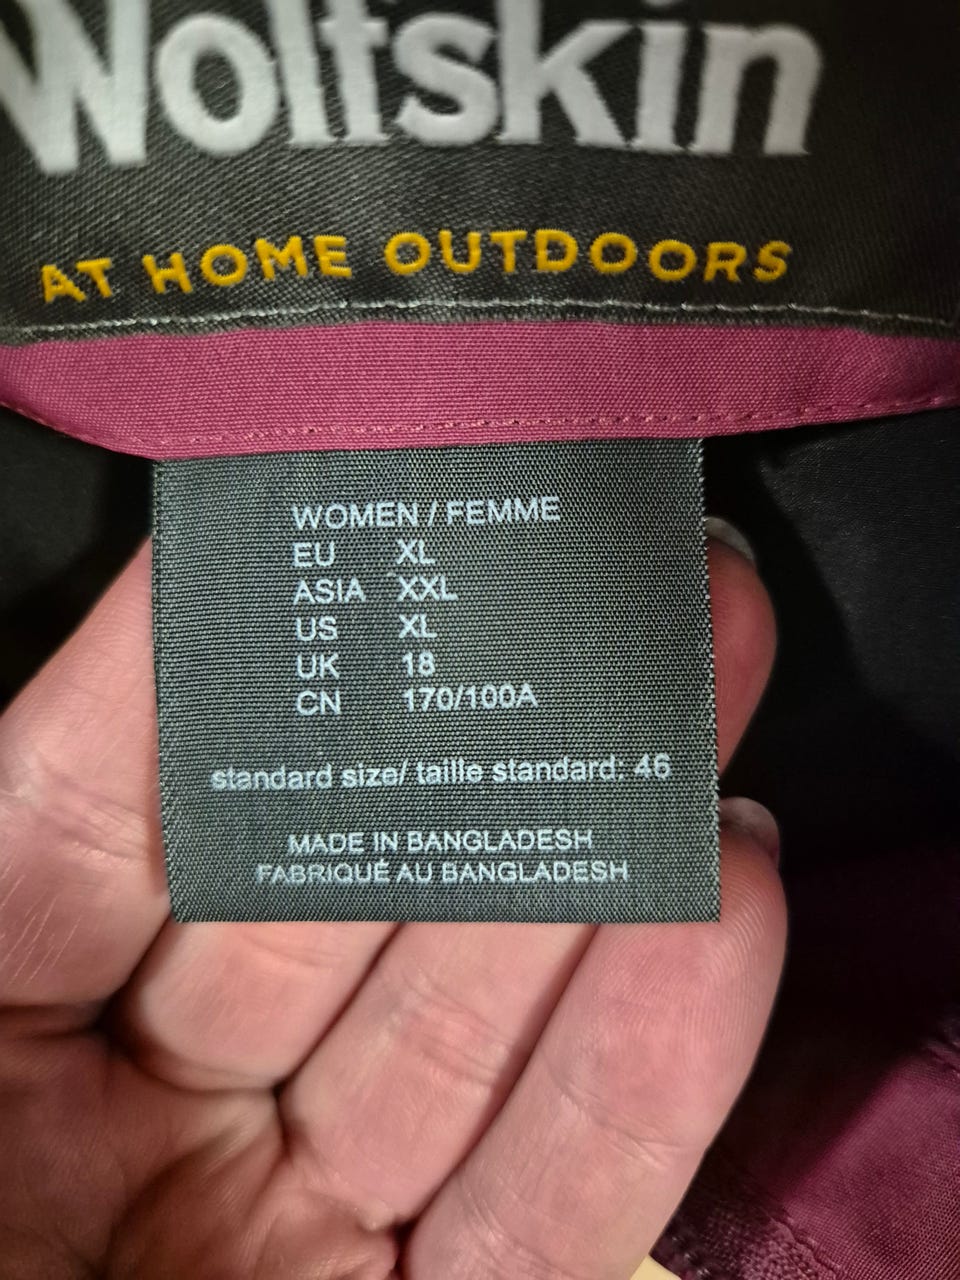 Wolfskin
AT HOME OUTDOORS
WOMEN / FEMME
EU XL
ASIA XXL
US XL
UK 18
CN 170/100A
standard size/ taille standard: 46
MADE IN BANGLADESH
FABRIQUÉ AU BANGLADESH